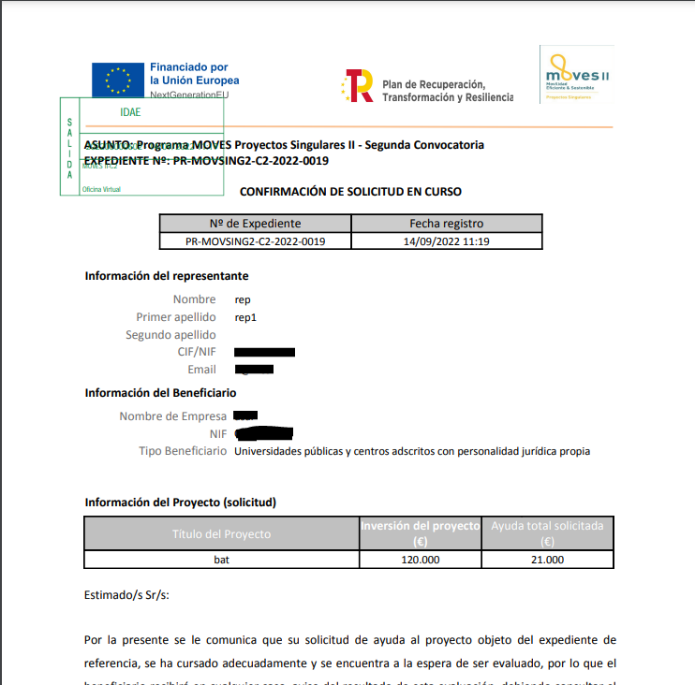 Financiado por
la Unión Europea
NextGenerationEU
Plan de Recuperación,
Transformación y Resiliencia
moves II
Movilidad
Eficiente & Sostenible
Proyectos Singulares
IDAE
SALIDA
ASUNTO: Programa MOVES Proyectos Singulares II - Segunda Convocatoria
EXPEDIENTE Nº: PR-MOVSING2-C2-2022-0019
Oficina Virtual
CONFIRMACIÓN DE SOLICITUD EN CURSO
Nº de Expediente Fecha registro
PR-MOVSING2-C2-2022-0019 14/09/2022 11:19
Información del representante
Nombre rep
Primer apellido rep1
Segundo apellido
CIF/NIF
Email
Información del Beneficiario
Nombre de Empresa
NIF
Tipo Beneficiario Universidades públicas y centros adscritos con personalidad jurídica propia
Información del Proyecto (solicitud)
Título del Proyecto Inversión del proyecto (€) Ayuda total solicitada (€)
bat 120.000 21.000
Estimado/s Sr/s:
Por la presente se le comunica que su solicitud de ayuda al proyecto objeto del expediente de
referencia, se ha cursado adecuadamente y se encuentra a la espera de ser evaluado, por lo que el